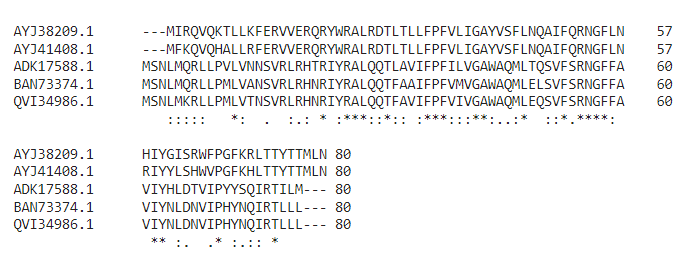 AYJ38209.1      ---MIRQVQKTLLKFERVVERQRYWRALRDTLTLLFPFVLIGAYVSFLNQAIFQRNGFLN    57
AYJ41408.1      ---MFKQVQHALLRFERVVERQRYWRALRDTLTLLFPFVLIGAYVSFLNQAIFQRNGFLN    57
ADK17588.1      MSNLMQRLLPVLVNNSVRLRHTRIYRALQQTLAVIFPFILVGAWAQMLTQSVFSRNGFFA    60
BAN73374.1      MSNLMQRLLPMLVANSVRLRHNRIYRALQQTFAAIFPFVMVGAWAQMLELSVFSRNGFFA    60
QVI34986.1      MSNLMKRLLPMLVTNSVRLRHNRIYRALQQTFAVIFPFVIVGAWAQMLEQSVFSRNGFFA    60
                   :::::   *:  .  :.: * :***::*:: :***:::**:..:*  ::*.****:
AYJ38209.1      HIYGISRWFPGFKRLTTYTTMLN 80
AYJ41408.1      RIYYLSHWVPGFKHLTTYTTMLN 80
ADK17588.1      VIYHLDTVIPYYSQIRTILM--- 80
BAN73374.1      VIYNLDNVIPHYNQIRTLLL--- 80
QVI34986.1      VIYNLDNVIPHYNQIRTLLL--- 80
                 ** :.  .* :.:: *